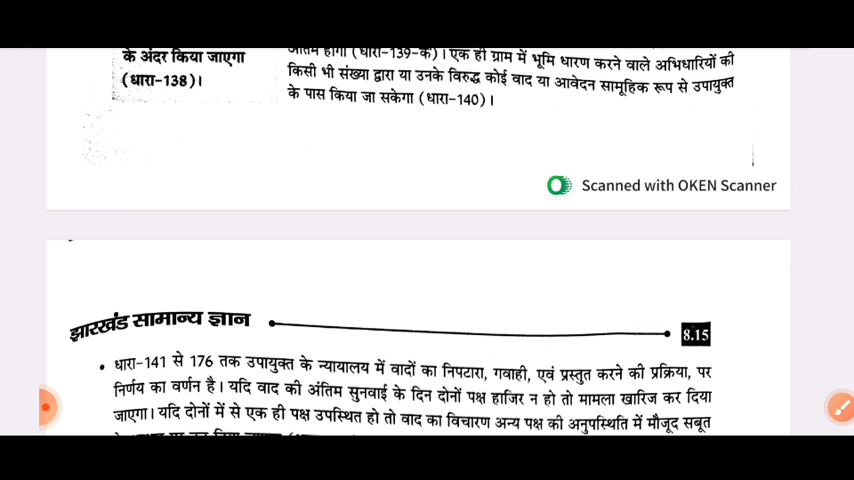 के अंदर किया जाएगा
(धारा-138)।
अंतिम होगा (धारा-139-क)। एक ही ग्राम में भूमि धारण करने वाले अभिधारियों की
किसी भी संख्या द्वारा या उनके विरुद्ध कोई वाद या आवेदन सामूहिक रूप से उपायुक्त
के पास किया जा सकेगा (धारा-140)।
Scanned with OKEN Scanner
झारखंड सामान्य ज्ञान
8.15
• धारा-141 से 176 तक उपायुक्त के न्यायालय में वादों का निपटारा, गवाही, एवं प्रस्तुत करने की प्रक्रिया, पर
निर्णय का वर्णन है। यदि वाद की अंतिम सुनवाई के दिन दोनों पक्ष हाजिर न हो तो मामला खारिज कर दिया
जाएगा। यदि दोनों में से एक ही पक्ष उपस्थित हो तो वाद का विचारण अन्य पक्ष की अनुपस्थिति में मौजूद सबूत